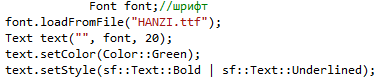 Font font;//шрифт
font.loadFromFile("HANZI.ttf");
Text text("", font, 20);
text.setColor(Color::Green);
text.setStyle(sf::Text::Bold | sf::Text::Underlined);